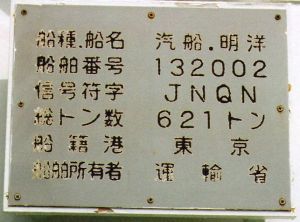 船種.船名 汽船.明洋
船舶番号 132002
信号符字 JNQN
総トン数 621トン
船籍港 東京
船舶所有者 運輸省